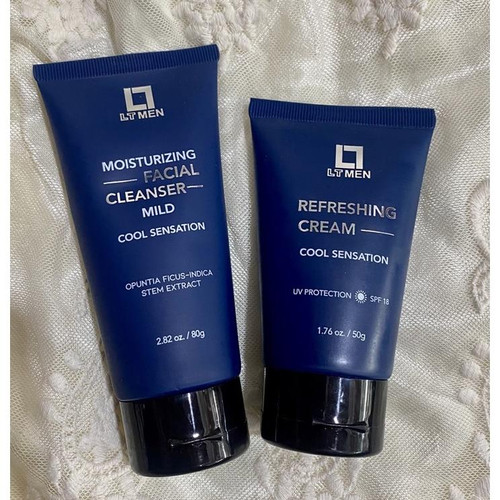 LT MEN
MOISTURIZING
FACIAL
CLEANSER
MILD
COOL SENSATION
OPUNTIA FICUS-INDICA
STEM EXTRACT
2.82 oz. / 80g
LT MEN
REFRESHING
CREAM
COOL SENSATION
UV PROTECTION SPF 18
1.76 oz. / 50g